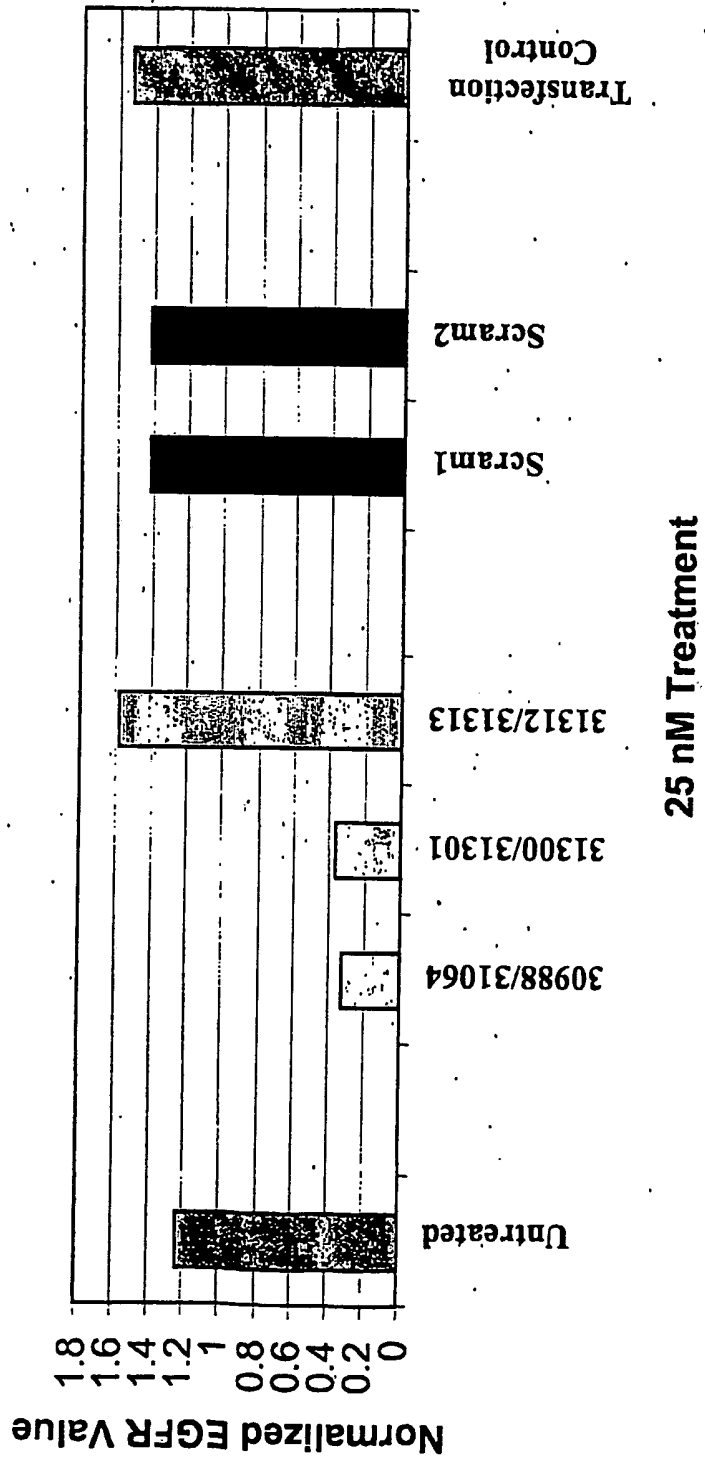 Normalized EGFR Value
1.8
1.6
1.4
1.2
1
0.8
0.6
0.4
0.2
0
Untreated
30988/31064
31300/31301
31312/31313
Scram1
Scram2
Transfection
Control
25 nM Treatment